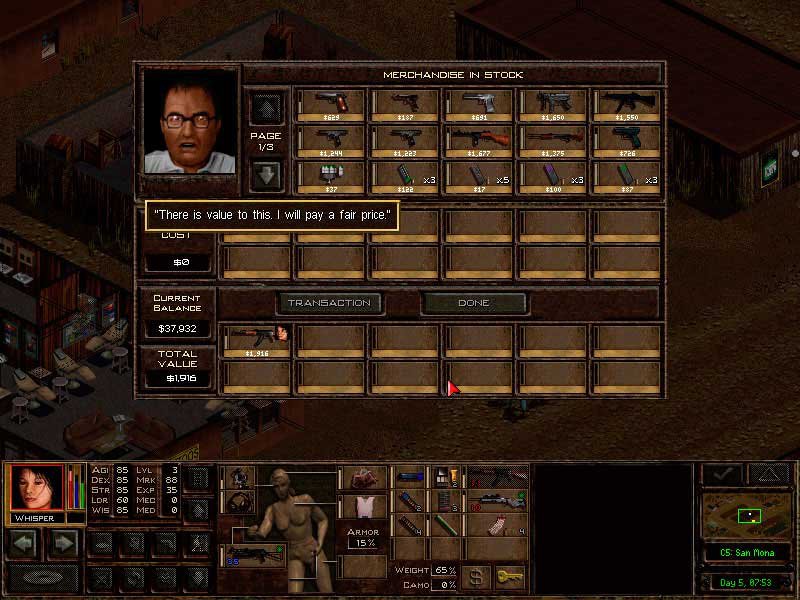 MERCHANDISE IN STOCK
$629 $187 $691 $1,650 $1,550
PAGE
1/3
$1,244 $1,223 $1,677 $1,375 $726
x3 x5 x3 x3
$37 $122 $17 $100 $87
"There is value to this. I will pay a fair price."
COST
$0
CURRENT
BALANCE
TRANSACTION DONE
$37,932
TOTAL
VALUE
$1,916
$1,916
AGI 85 LVL 3
DEX 85 MRK 88
STR 85 EXP 35
LDR 60 MEC 0
WIS 85 MED 0
WHISPER
ARMOR
15%
WEIGHT 65%
CAMO 0%
C5: San Mona
Day 5, 07:53